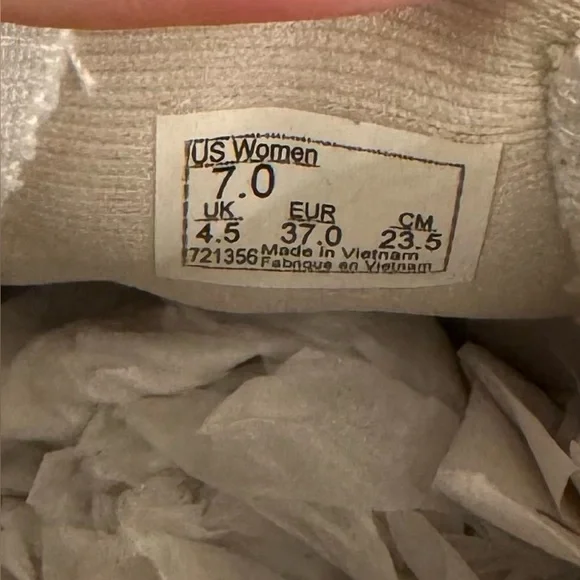 US Women
7.0
UK EUR CM
4.5 37.0 23.5
721356 Made in Vietnam
Fabrique en Vietnam